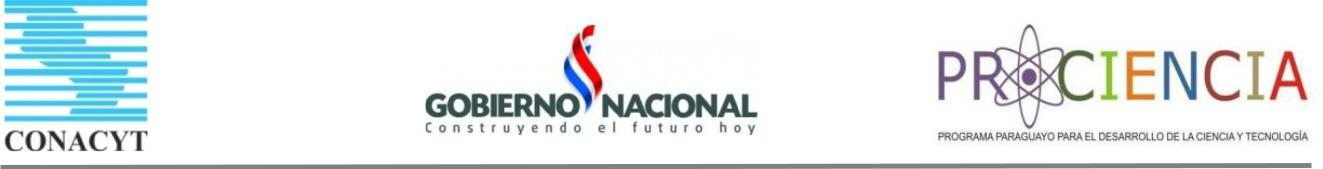 CONACYT
GOBIERNO NACIONAL
Construyendo el futuro hoy
PROCIENCIA
PROGRAMA PARAGUAYO PARA EL DESARROLLO DE LA CIENCIA Y TECNOLOGÍA